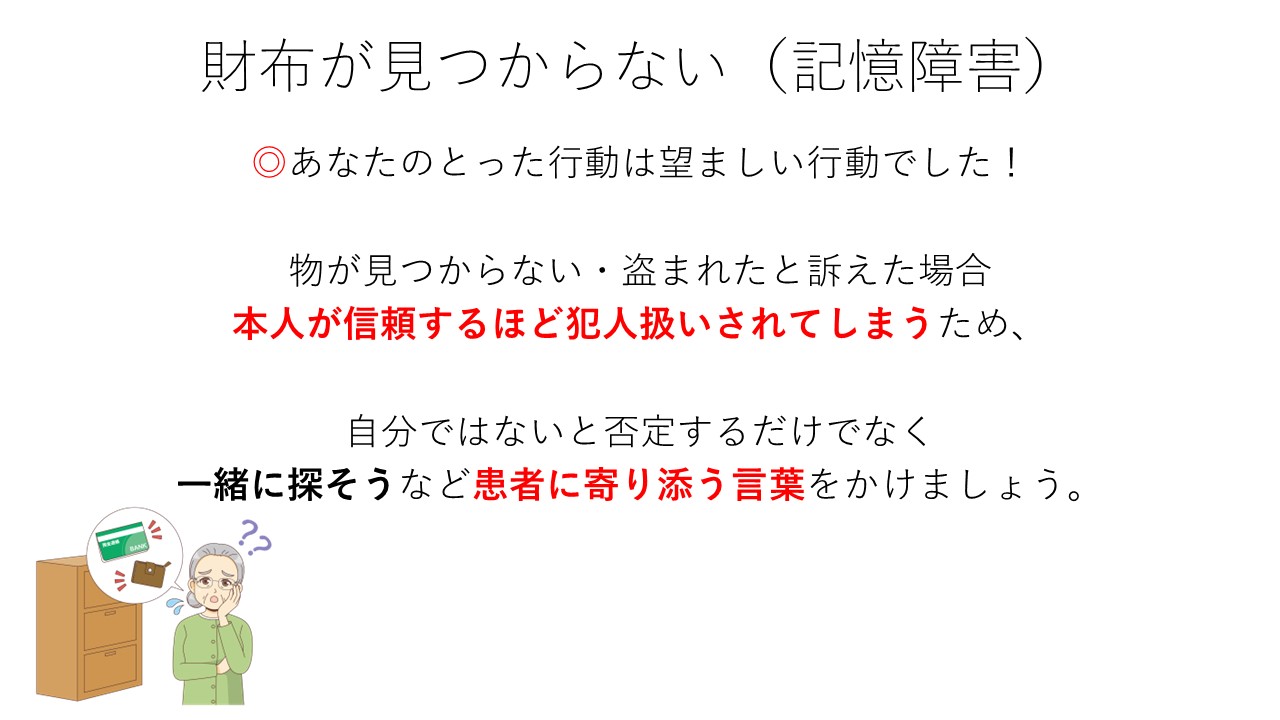 財布が見つからない（記憶障害）
◎あなたのとった行動は望ましい行動でした！
物が見つからない・盗まれたと訴えた場合
本人が信頼するほど犯人扱いされてしまうため、
自分ではないと否定するだけでなく
一緒に探そうなど患者に寄り添う言葉をかけましょう。
BANK
??